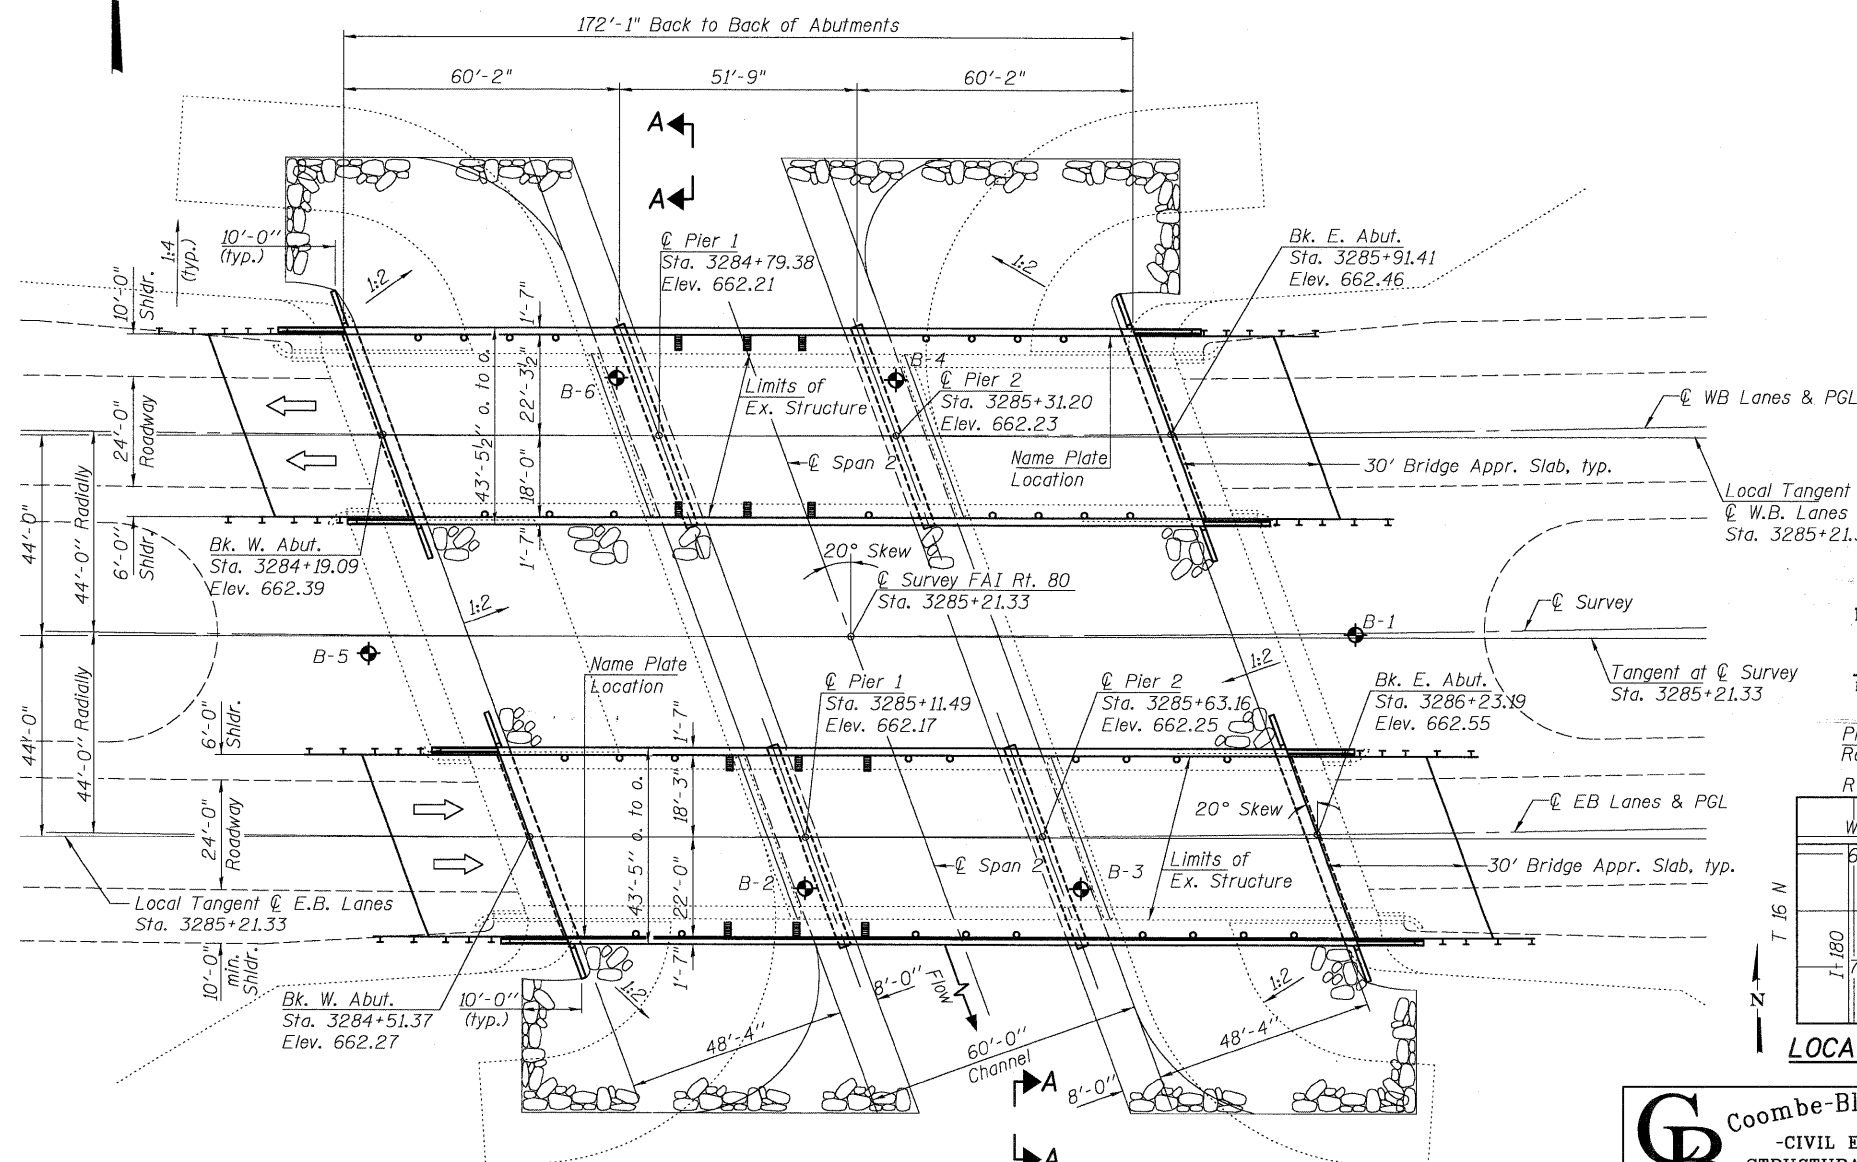 172'-1" Back to Back of Abutments
60'-2"
51'-9"
60'-2"
A
A
1:4
(typ.)
10'-0"
(typ.)
10'-0"
Shldr.
1:2
℄ Pier 1
Sta. 3284+79.38
Elev. 662.21
1:2
Bk. E. Abut.
Sta. 3285+91.41
Elev. 662.46
1'-7"
22'-3½"
43'-5½" o. to o.
18'-0"
1'-7"
B-6
Limits of
Ex. Structure
B-4
℄ Pier 2
Sta. 3285+31.20
Elev. 662.23
℄ WB Lanes & PGL
24'-0"
Roadway
℄ Span 2
Name Plate
Location
30' Bridge Appr. Slab, typ.
Local Tangent
℄ W.B. Lanes
44'-0"
44'-0" Radially
6'-0"
Shldr.
Bk. W. Abut.
Sta. 3284+19.09
Elev. 662.39
20° Skew
℄ Survey FAI Rt. 80
Sta. 3285+21.33
1:2
℄ Survey
B-1
B-5
Name Plate
Location
1:2
Tangent at ℄ Survey
Sta. 3285+21.33
℄ Pier 1
Sta. 3285+11.49
Elev. 662.17
℄ Pier 2
Sta. 3285+63.16
Elev. 662.25
Bk. E. Abut.
Sta. 3286+23.19
Elev. 662.55
44'-0"
44'-0" Radially
6'-0"
Shldr.
1'-7"
18'-3"
43'-5" o. to o.
22'-0"
1'-7"
20° Skew
℄ EB Lanes & PGL
24'-0"
Roadway
B-2
℄ Span 2
B-3
Limits of
Ex. Structure
30' Bridge Appr. Slab, typ.
Local Tangent ℄ E.B. Lanes
Sta. 3285+21.33
10'-0"
min.
Shldr.
Bk. W. Abut.
Sta. 3284+51.37
Elev. 662.27
10'-0"
(typ.)
1:2
8'-0"
Flow
1:2
48'-4"
60'-0"
Channel
48'-4"
8'-0"
A
A
R
T 16 N
I-180
N
LOCA
CB
Coombe-Bl
-CIVIL E